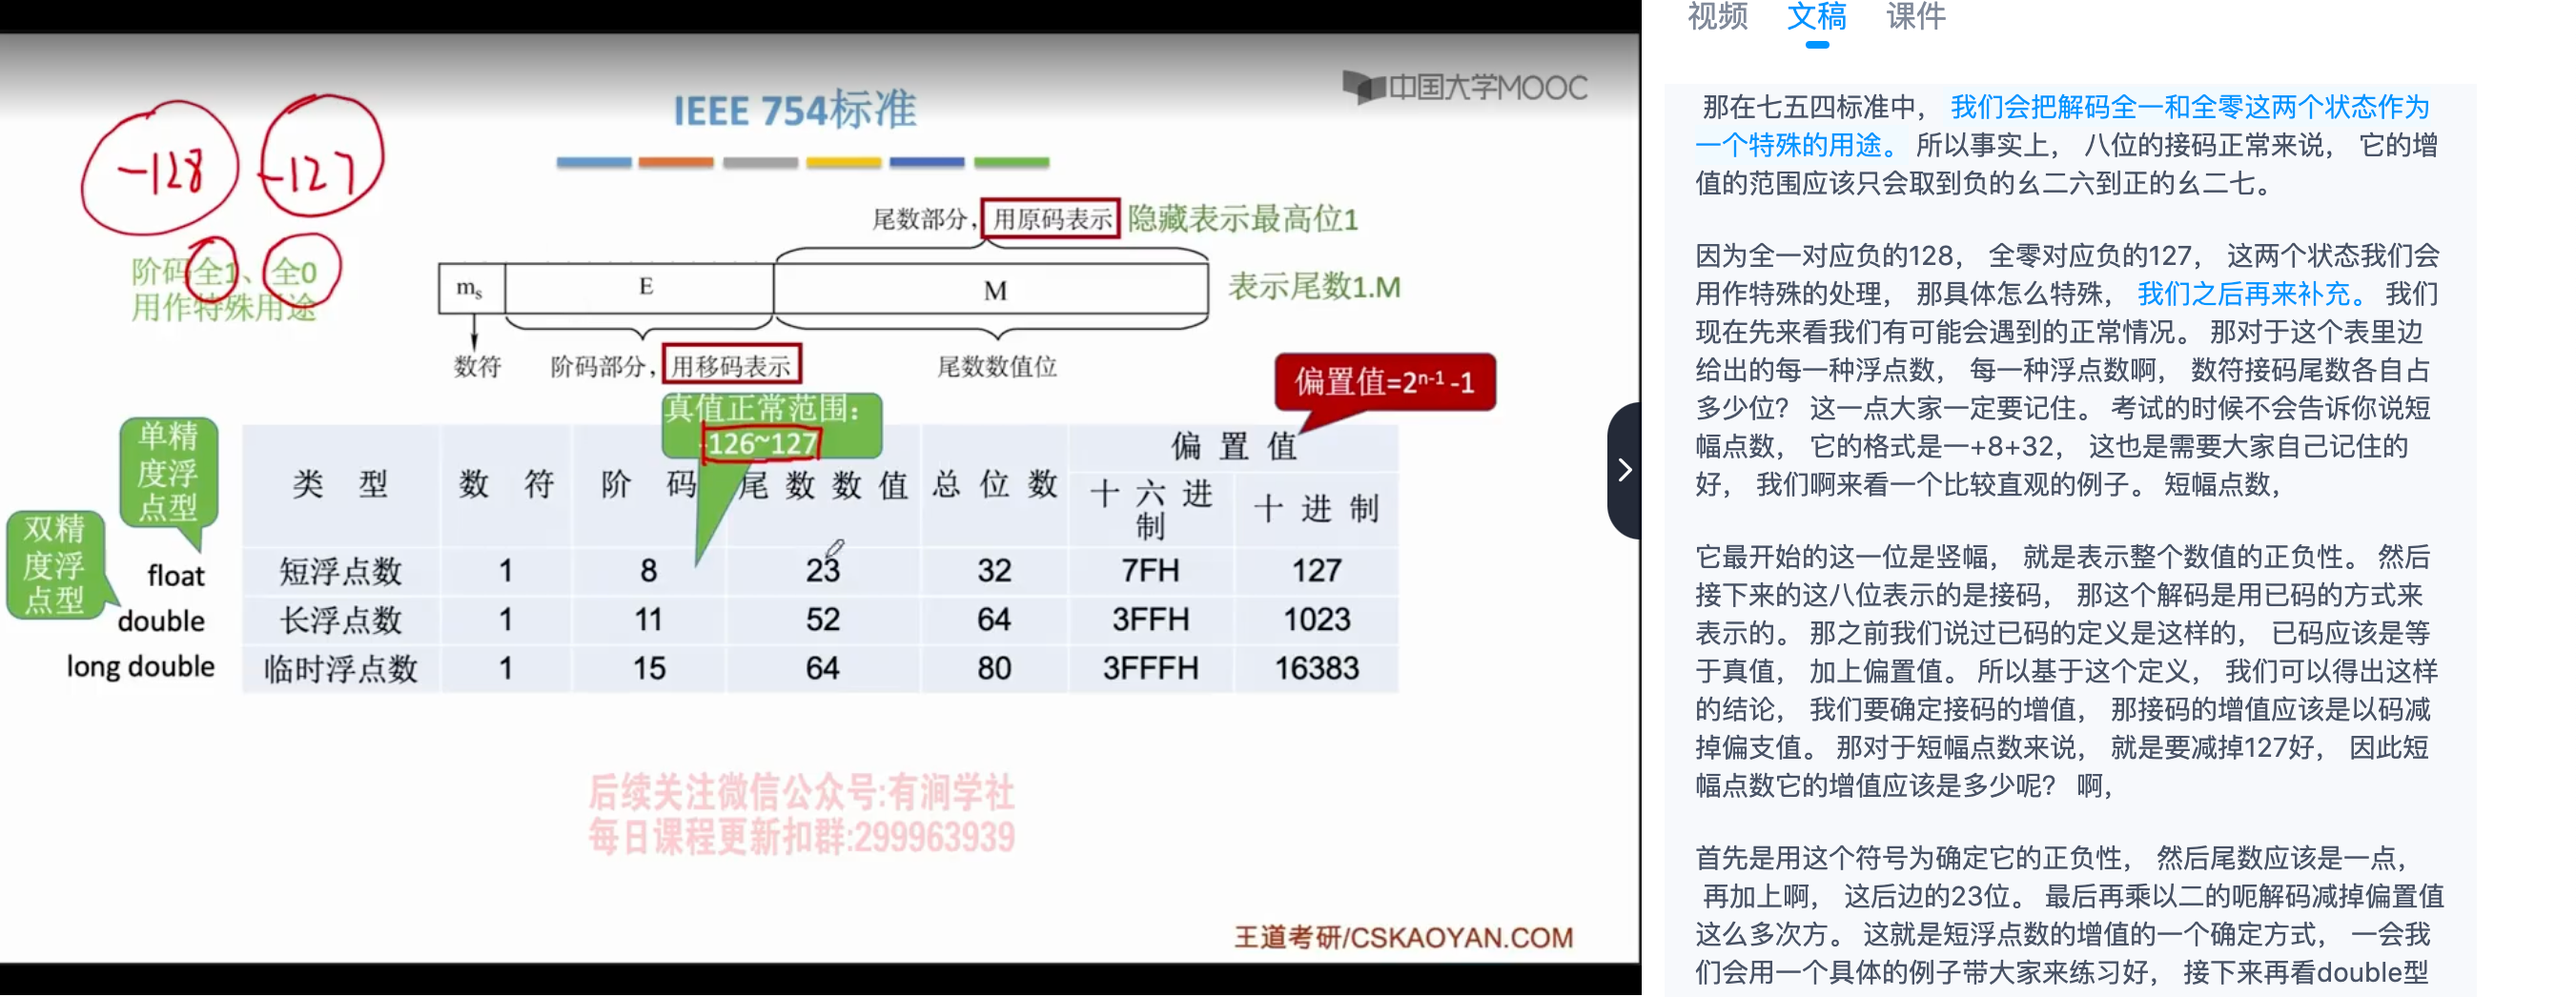 中国大学MOOC
IEEE 754标准
-128
-127
阶码全1、全0
用作特殊用途
尾数部分，用原码表示
隐藏表示最高位1
mₛ
E
M
表示尾数1.M
数符
阶码部分，用移码表示
尾数数值位
偏置值=2ⁿ⁻¹ -1
真值正常范围：
-126~127
单精
度浮
点型
双精
度浮
点型
类 型
数 符
阶 码
尾 数 数 值
总 位 数
偏 置 值
十 六 进
制
十 进 制
float 短浮点数 1 8 23 32 7FH 127
double 长浮点数 1 11 52 64 3FFH 1023
long double 临时浮点数 1 15 64 80 3FFFH 16383
后续关注微信公众号:有涧学社
每日课程更新扣群:299963939
王道考研/CSKAOYAN.COM
视频 文稿 课件
那在七五四标准中， 我们会把解码全一和全零这两个状态作为
一个特殊的用途。 所以事实上， 八位的接码正常来说， 它的增
值的范围应该只会取到负的幺二六到正的幺二七。
因为全一对应负的128， 全零对应负的127， 这两个状态我们会
用作特殊的处理， 那具体怎么特殊， 我们之后再来补充。 我们
现在先来看我们有可能会遇到的正常情况。 那对于这个表里边
给出的每一种浮点数， 每一种浮点数啊， 数符接码尾数各自占
多少位？ 这一点大家一定要记住。 考试的时候不会告诉你说短
幅点数， 它的格式是一+8+32， 这也是需要大家自己记住的
好， 我们啊来看一个比较直观的例子。 短幅点数，
它最开始的这一位是竖幅， 就是表示整个数值的正负性。 然后
接下来的这八位表示的是接码， 那这个解码是用已码的方式来
表示的。 那之前我们说过已码的定义是这样的， 已码应该是等
于真值， 加上偏置值。 所以基于这个定义， 我们可以得出这样
的结论， 我们要确定接码的增值， 那接码的增值应该是以码减
掉偏支值。 那对于短幅点数来说， 就是要减掉127好， 因此短
幅点数它的增值应该是多少呢？ 啊，
首先是用这个符号为确定它的正负性， 然后尾数应该是一点，
再加上啊， 这后边的23位。 最后再乘以二的呃解码减掉偏置值
这么多次方。 这就是短浮点数的增值的一个确定方式， 一会我
们会用一个具体的例子带大家来练习好， 接下来再看double型